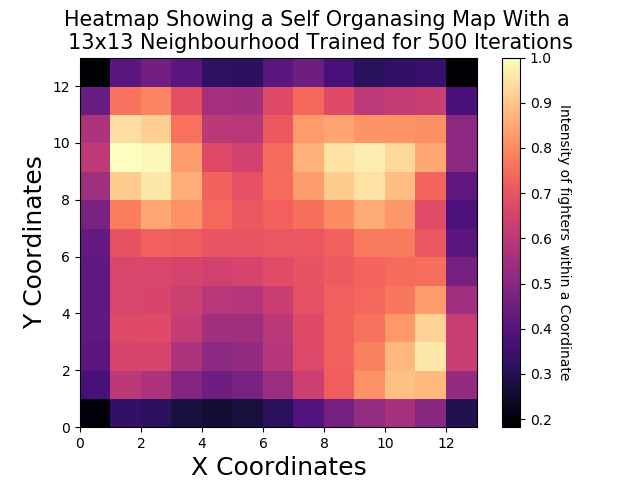 Heatmap Showing a Self Organasing Map With a
13x13 Neighbourhood Trained for 500 Iterations
Y Coordinates
12
10
8
6
4
2
0
0 2 4 6 8 10 12
X Coordinates
1.0
0.9
0.8
0.7
0.6
0.5
0.4
0.3
0.2
Intensity of fighters within a Coordinate